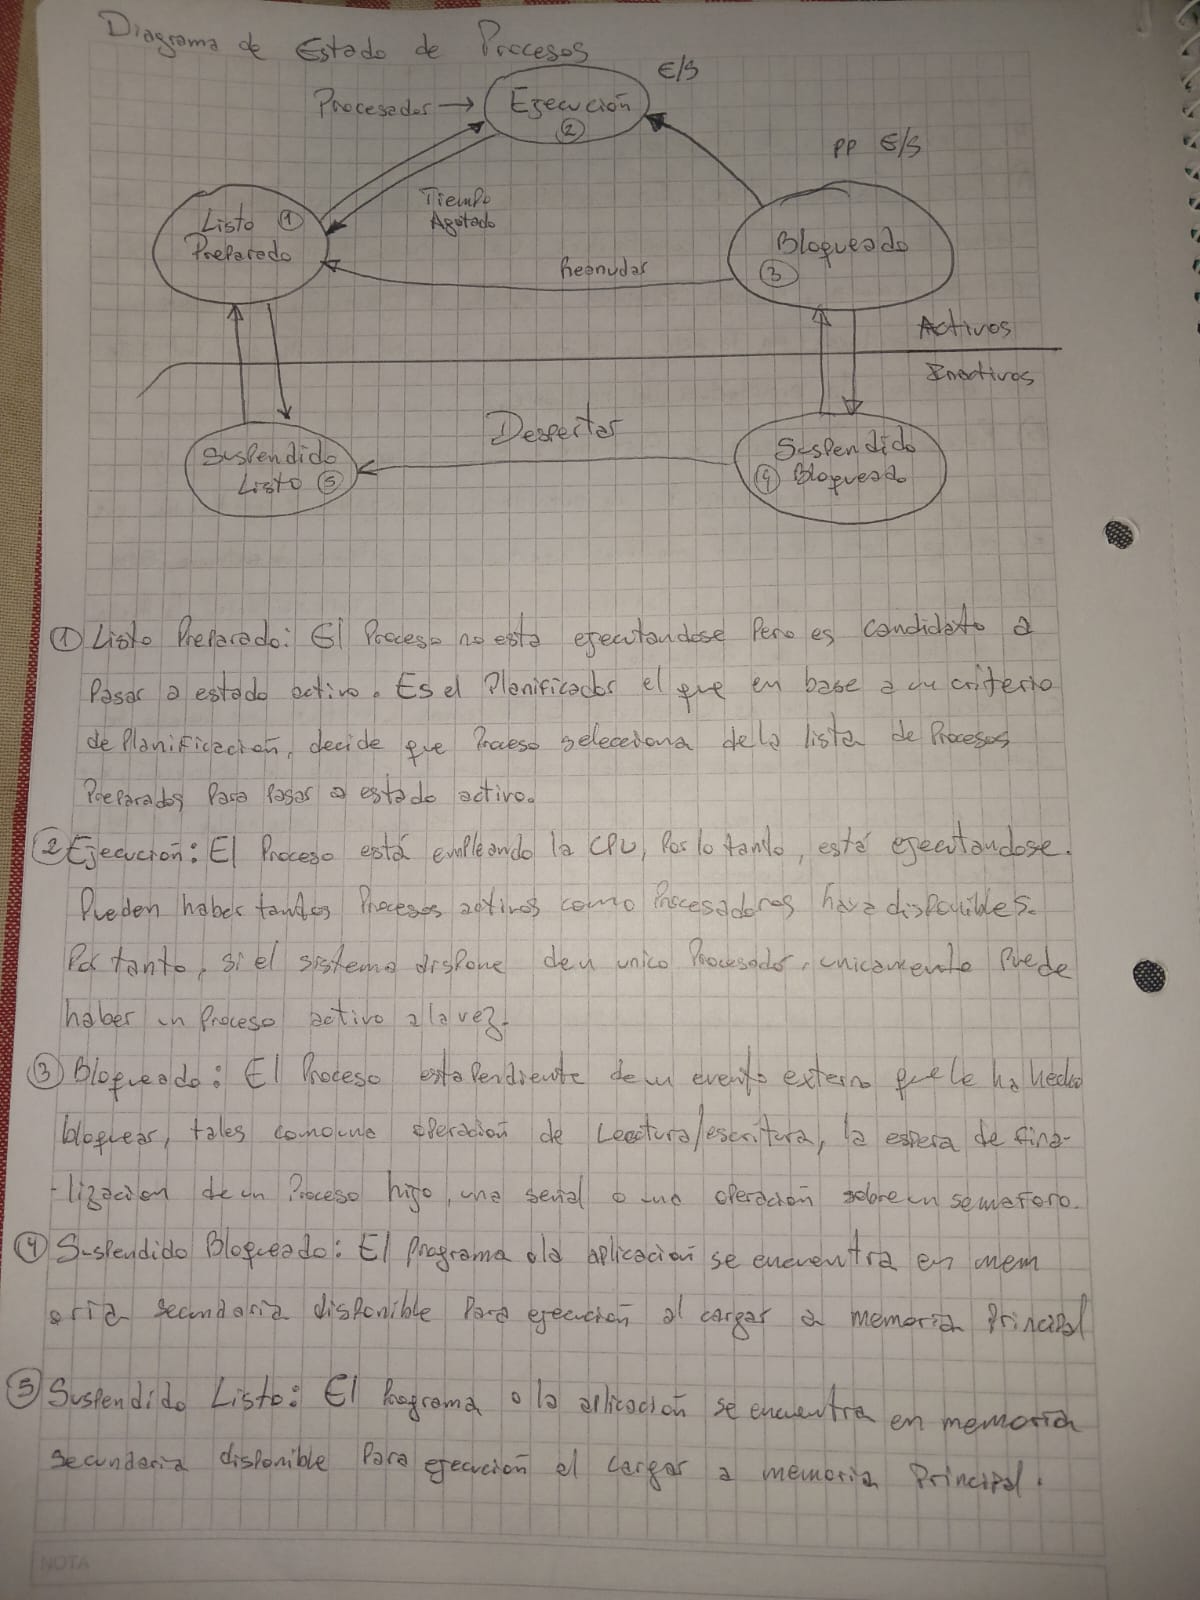 Diagrama de Estado de Procesos
E/S
Procesador → Ejecución
②
PP E/S
Tiempo
Agotado
Listo ①
Preparado
Bloqueado
③
Reanudar
Activos
Inactivos
Despertar
Suspendido
Listo ⑤
Suspendido
④ Bloqueado
① Listo Preparado: El Proceso no esta ejecutandose Pero es candidato a
Pasar a estado activo. Es el Planificador el que en base a un criterio
de Planificación, decide que Proceso selecciona de la lista de Procesos
Preparados Para Pasar a estado activo.
② Ejecución: El Proceso está empleando la CPU, Por lo tanto, está ejecutandose.
Pueden haber tantos Procesos activos como Procesadores haya disponibles.
Por tanto, si el sistema dispone de un unico Procesador, unicamente Puede
haber un Proceso activo a la vez.
③ Bloqueado: El Proceso esta Pendiente de un evento externo que le ha hecho
bloquear, tales como una operación de Lectura/escritura, la espera de fina-
-lización de un Proceso hijo, una señal o una operación sobre un semaforo.
④ Suspendido Bloqueado: El Programa o la aplicación se encuentra en mem
oria secundaria disponible Para ejecución al cargar a memoria Principal
⑤ Suspendido Listo: El Programa o la aplicación se encuentra en memoria
secundaria disponible Para ejecución al cargar a memoria Principal.
NOTA